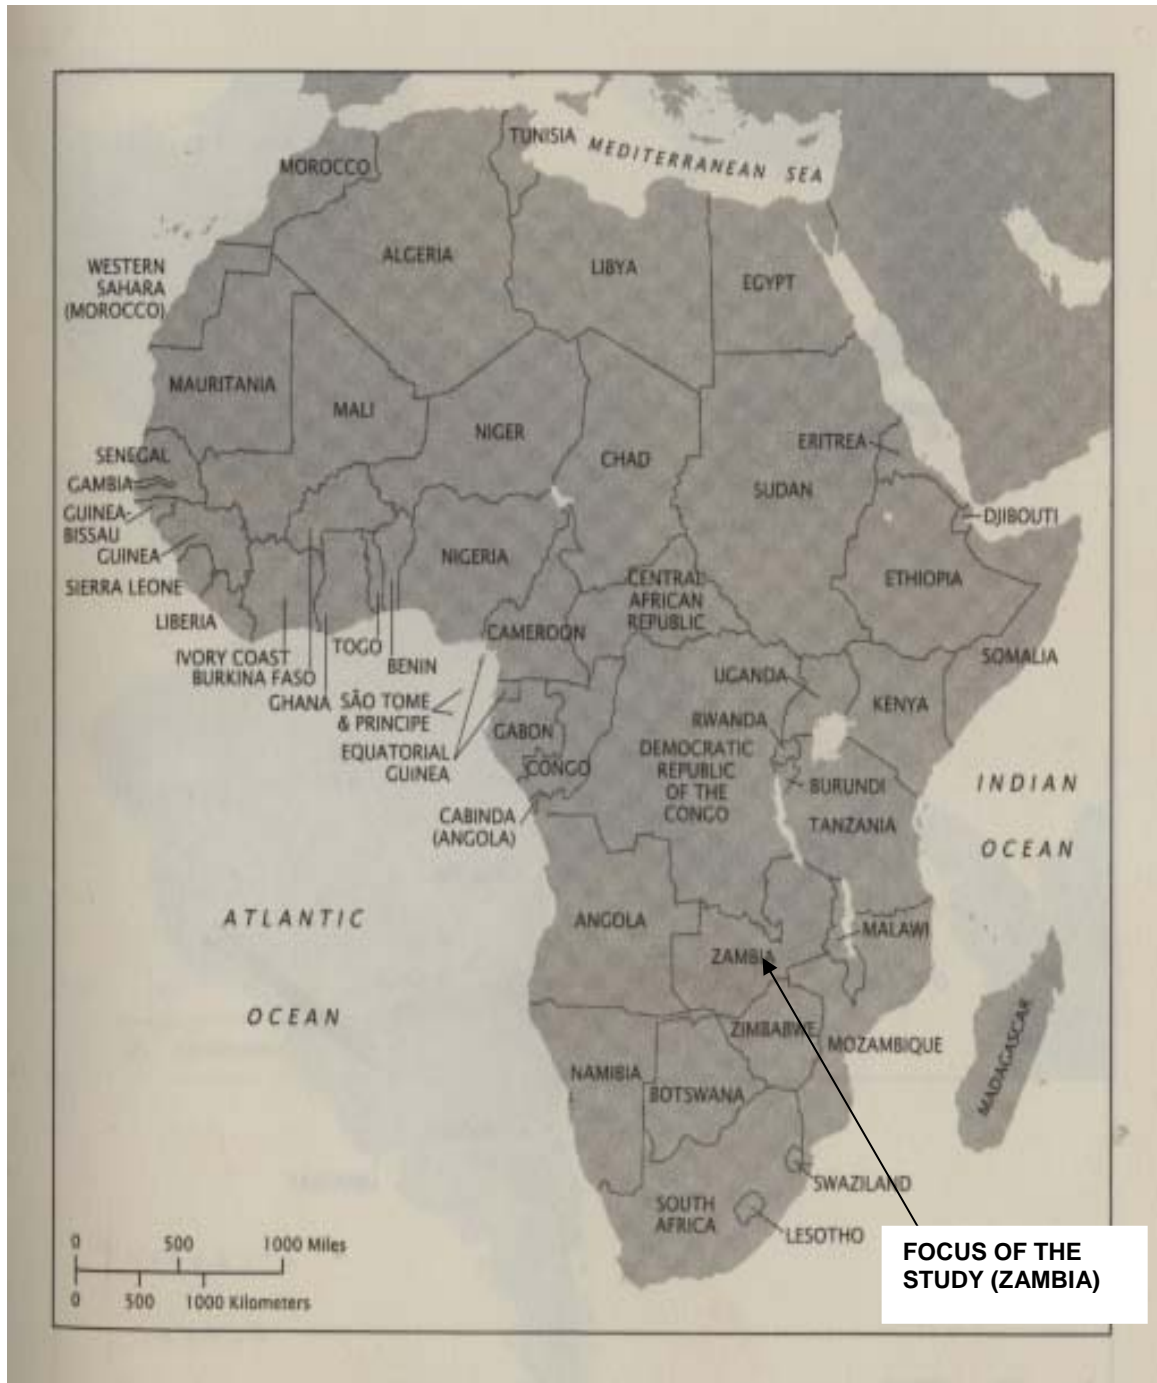 TUNISIA
MEDITERRANEAN SEA
MOROCCO
ALGERIA
LIBYA
EGYPT
WESTERN
SAHARA
(MOROCCO)
MAURITANIA
MALI
NIGER
CHAD
SUDAN
ERITREA
SENEGAL
GAMBIA
GUINEA-
BISSAU
GUINEA
SIERRA LEONE
LIBERIA
IVORY COAST
BURKINA FASO
GHANA
TOGO
BENIN
NIGERIA
DJIBOUTI
ETHIOPIA
CENTRAL
AFRICAN
REPUBLIC
CAMEROON
SOMALIA
UGANDA
KENYA
RWANDA
SÃO TOME
& PRINCIPE
EQUATORIAL
GUINEA
GABON
CONGO
DEMOCRATIC
REPUBLIC
OF THE
CONGO
BURUNDI
TANZANIA
INDIAN
OCEAN
CABINDA
(ANGOLA)
ATLANTIC
OCEAN
ANGOLA
ZAMBIA
MALAWI
ZIMBABWE
MOZAMBIQUE
MADAGASCAR
NAMIBIA
BOTSWANA
SWAZILAND
SOUTH
AFRICA
LESOTHO
0 500 1000 Miles
0 500 1000 Kilometers
FOCUS OF THE
STUDY (ZAMBIA)